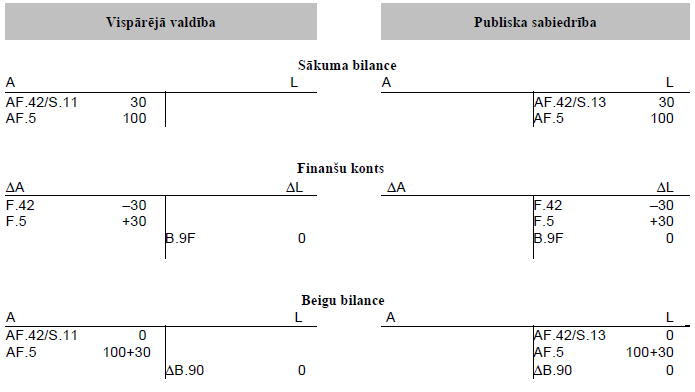 Vispārējā valdība Publiska sabiedrība
Sākuma bilance
A L A L
AF.42/S.11 30 AF.42/S.13 30
AF.5 100 AF.5 100
Finanšu konts
ΔA ΔL ΔA ΔL
F.42 –30 F.42 –30
F.5 +30 F.5 +30
B.9F 0 B.9F 0
Beigu bilance
A L A L
AF.42/S.11 0 AF.42/S.13 0
AF.5 100+30 AF.5 100+30
ΔB.90 0 ΔB.90 0